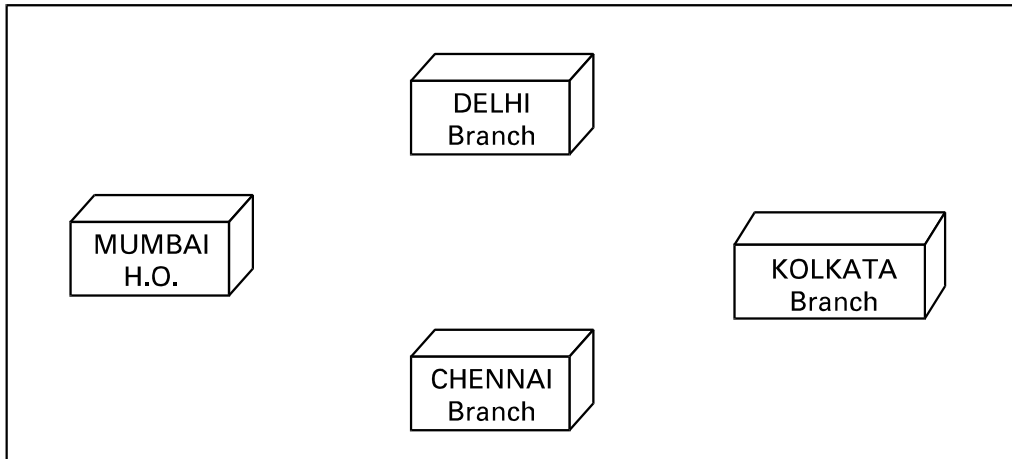 DELHI
Branch
MUMBAI
H.O.
KOLKATA
Branch
CHENNAI
Branch